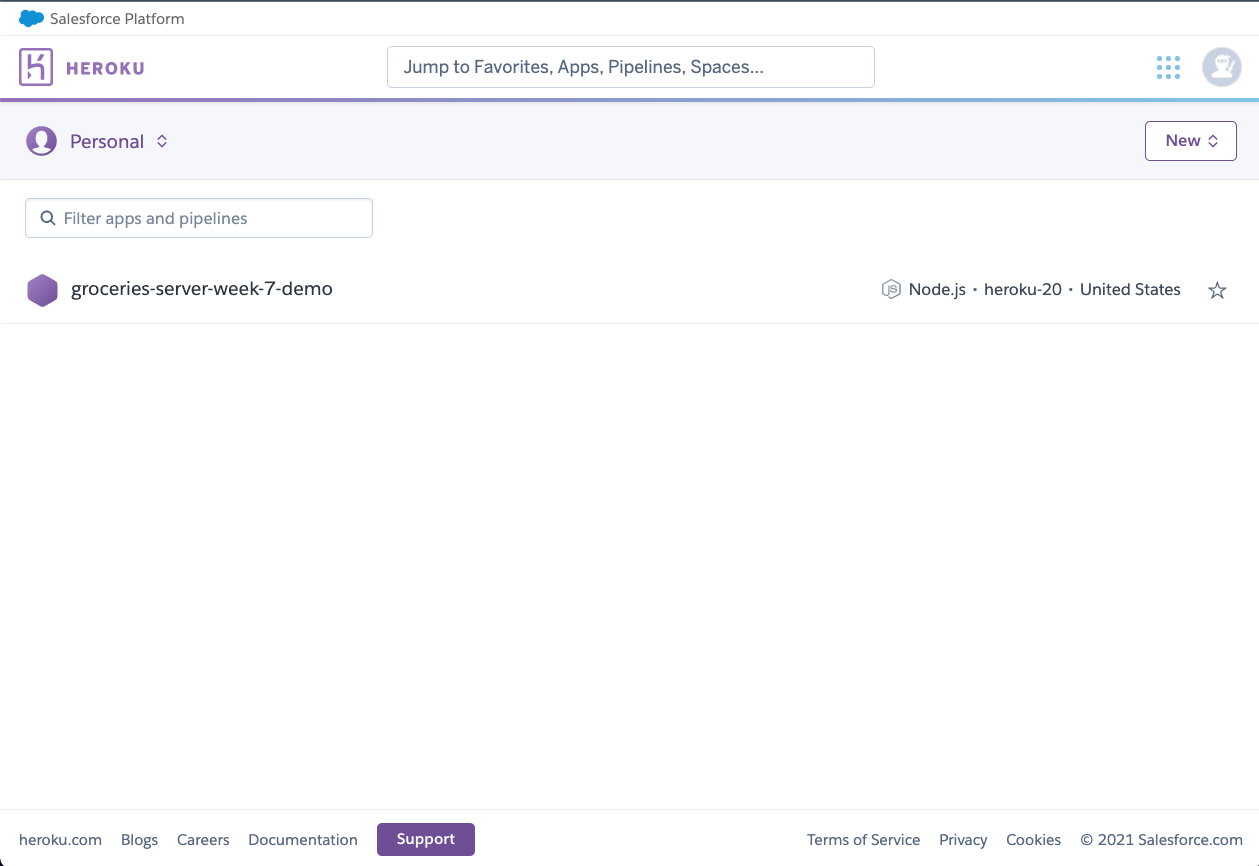 Salesforce Platform
HEROKU
Jump to Favorites, Apps, Pipelines, Spaces...
Personal
New
Filter apps and pipelines
groceries-server-week-7-demo
JS Node.js • heroku-20 • United States
heroku.com Blogs Careers Documentation Support Terms of Service Privacy Cookies © 2021 Salesforce.com